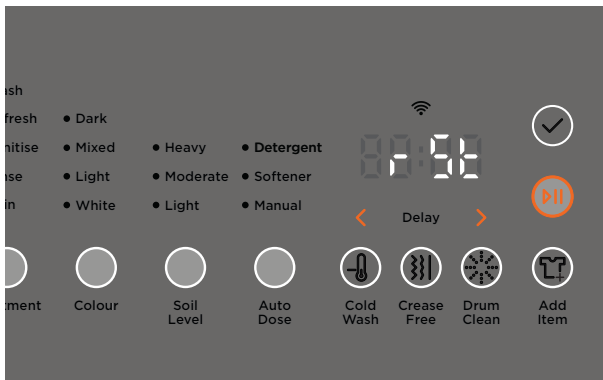 ash
fresh
Dark
nitise
Mixed
Heavy
Detergent
nse
Light
Moderate
Softener
in
White
Light
Manual
rSt
Delay
tment
Colour
Soil
Level
Auto
Dose
Cold
Wash
Crease
Free
Drum
Clean
Add
Item